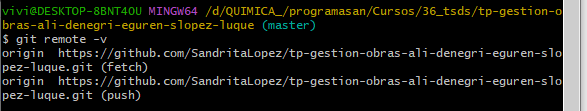 vivi@DESKTOP-8BNT4OU MINGW64 /d/QUIMICA_/programasan/Cursos/36_tsds/tp-gestion-o
bras-ali-denegri-eguren-slopez-luque (master)
$ git remote -v
origin  https://github.com/SandritaLopez/tp-gestion-obras-ali-denegri-eguren-slo
pez-luque.git (fetch)
origin  https://github.com/SandritaLopez/tp-gestion-obras-ali-denegri-eguren-slo
pez-luque.git (push)